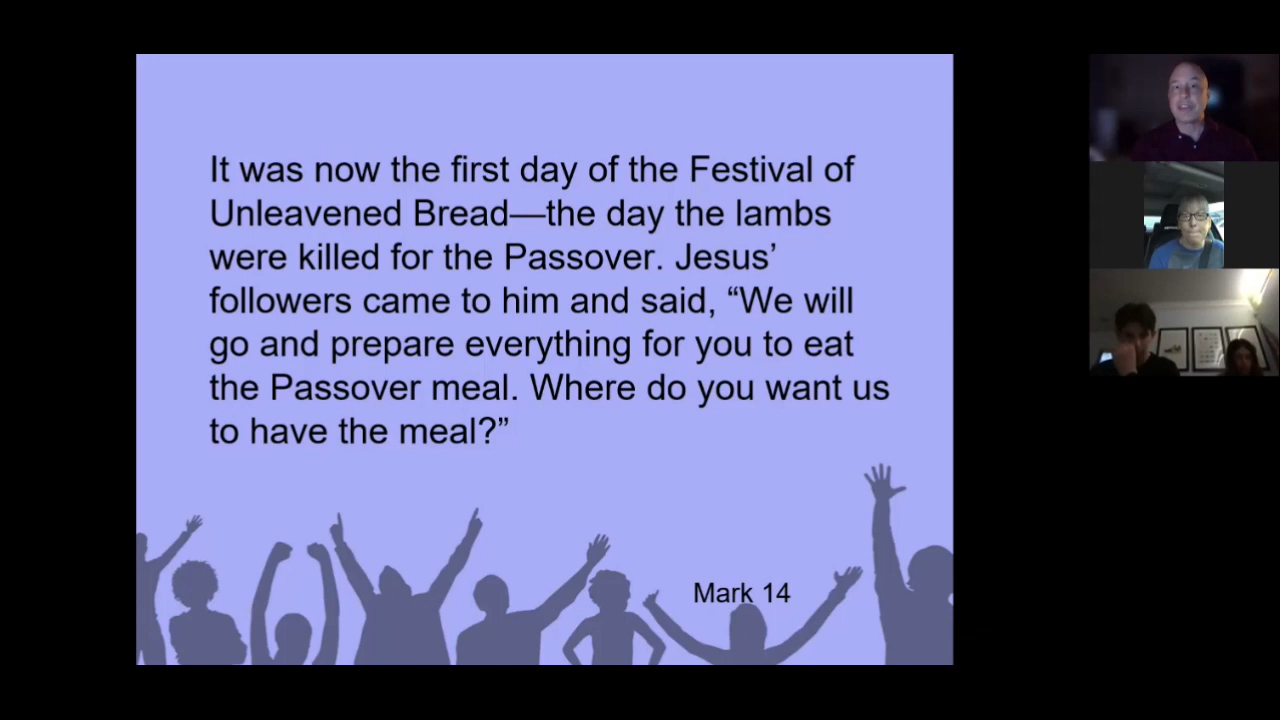 It was now the first day of the Festival of
Unleavened Bread—the day the lambs
were killed for the Passover. Jesus’
followers came to him and said, “We will
go and prepare everything for you to eat
the Passover meal. Where do you want us
to have the meal?”
Mark 14